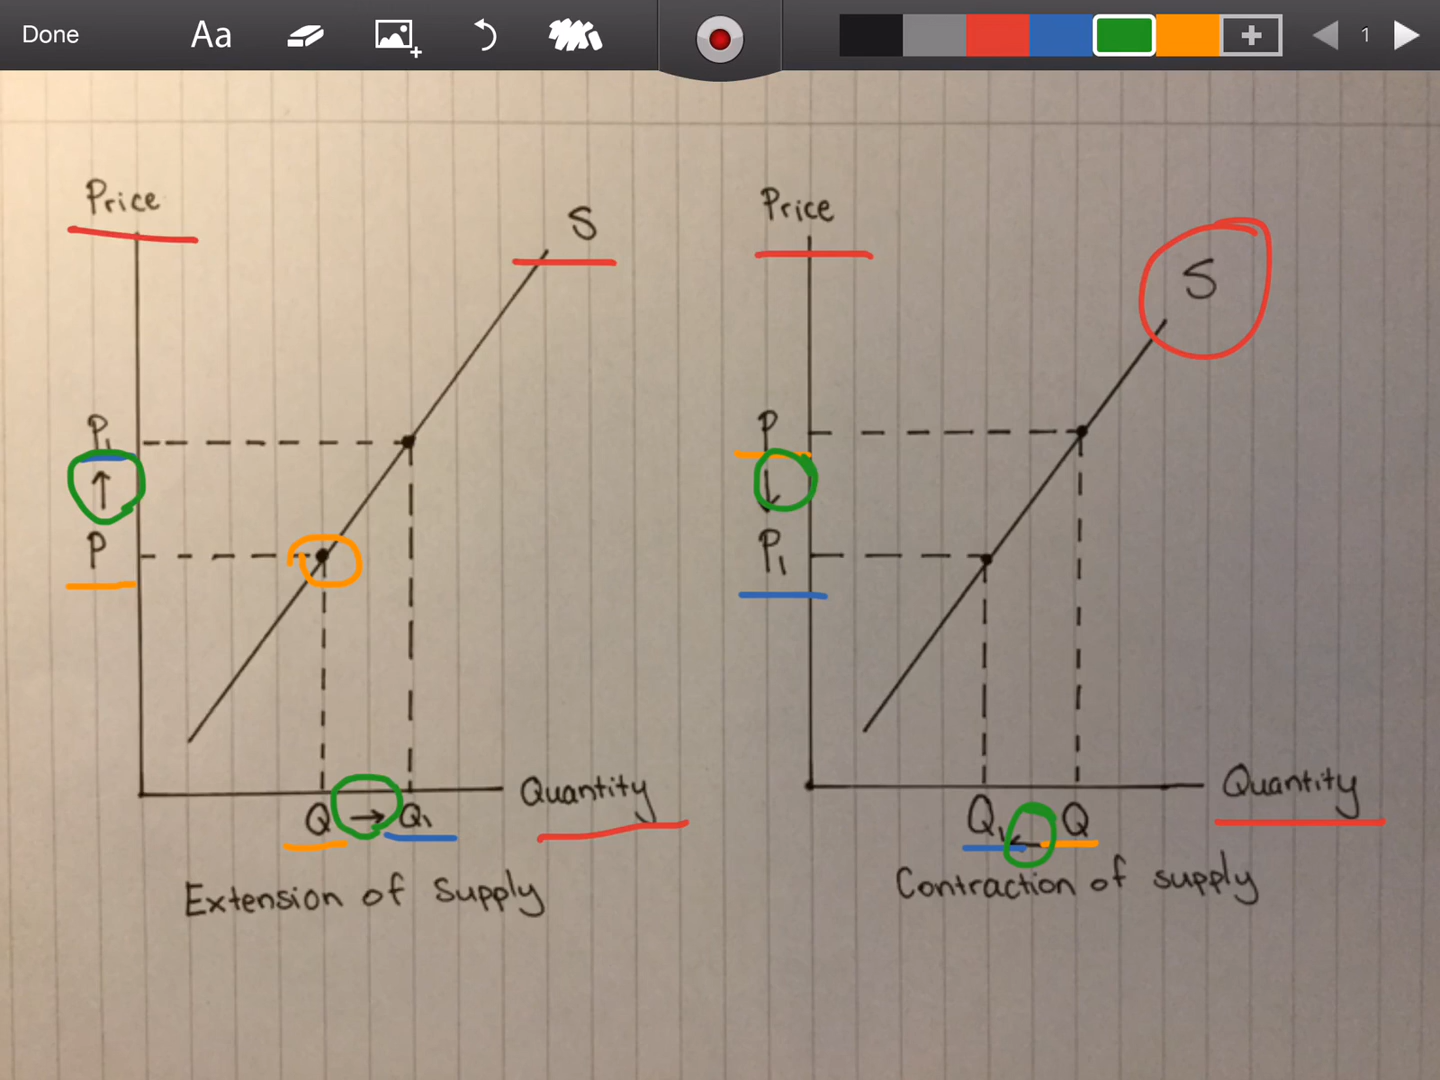 Done
Aa
1
Price
S
P₁
↑
P
Q → Q₁
Quantity
Extension of Supply
Price
S
P
↓
P₁
Q₁ ← Q
Quantity
Contraction of supply